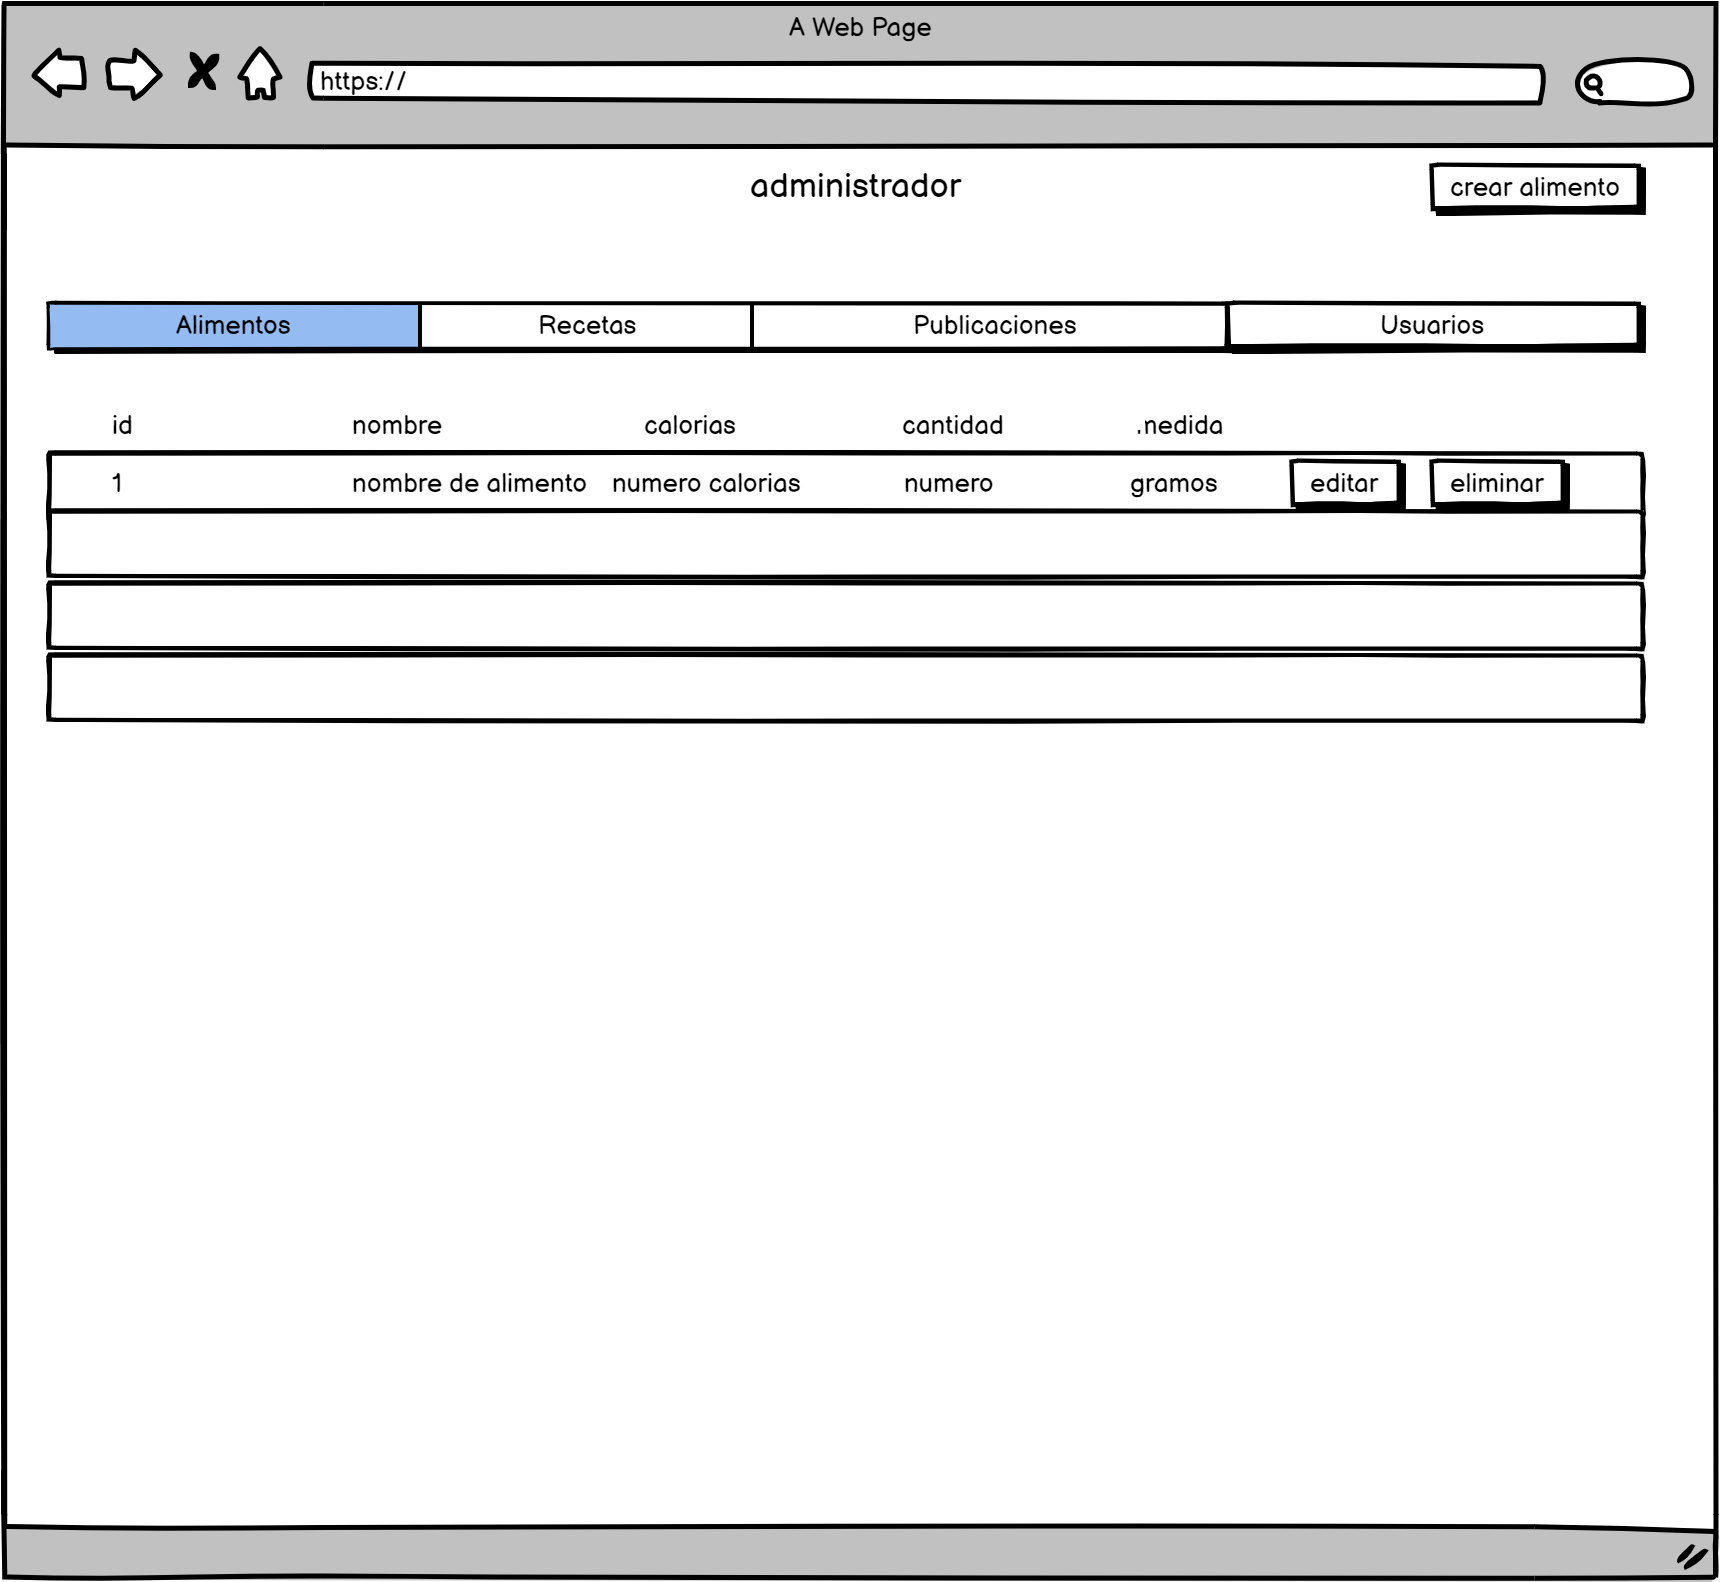 A Web Page
https://
administrador
crear alimento
Alimentos Recetas Publicaciones Usuarios
id nombre calorias cantidad .nedida
1 nombre de alimento numero calorias numero gramos editar eliminar